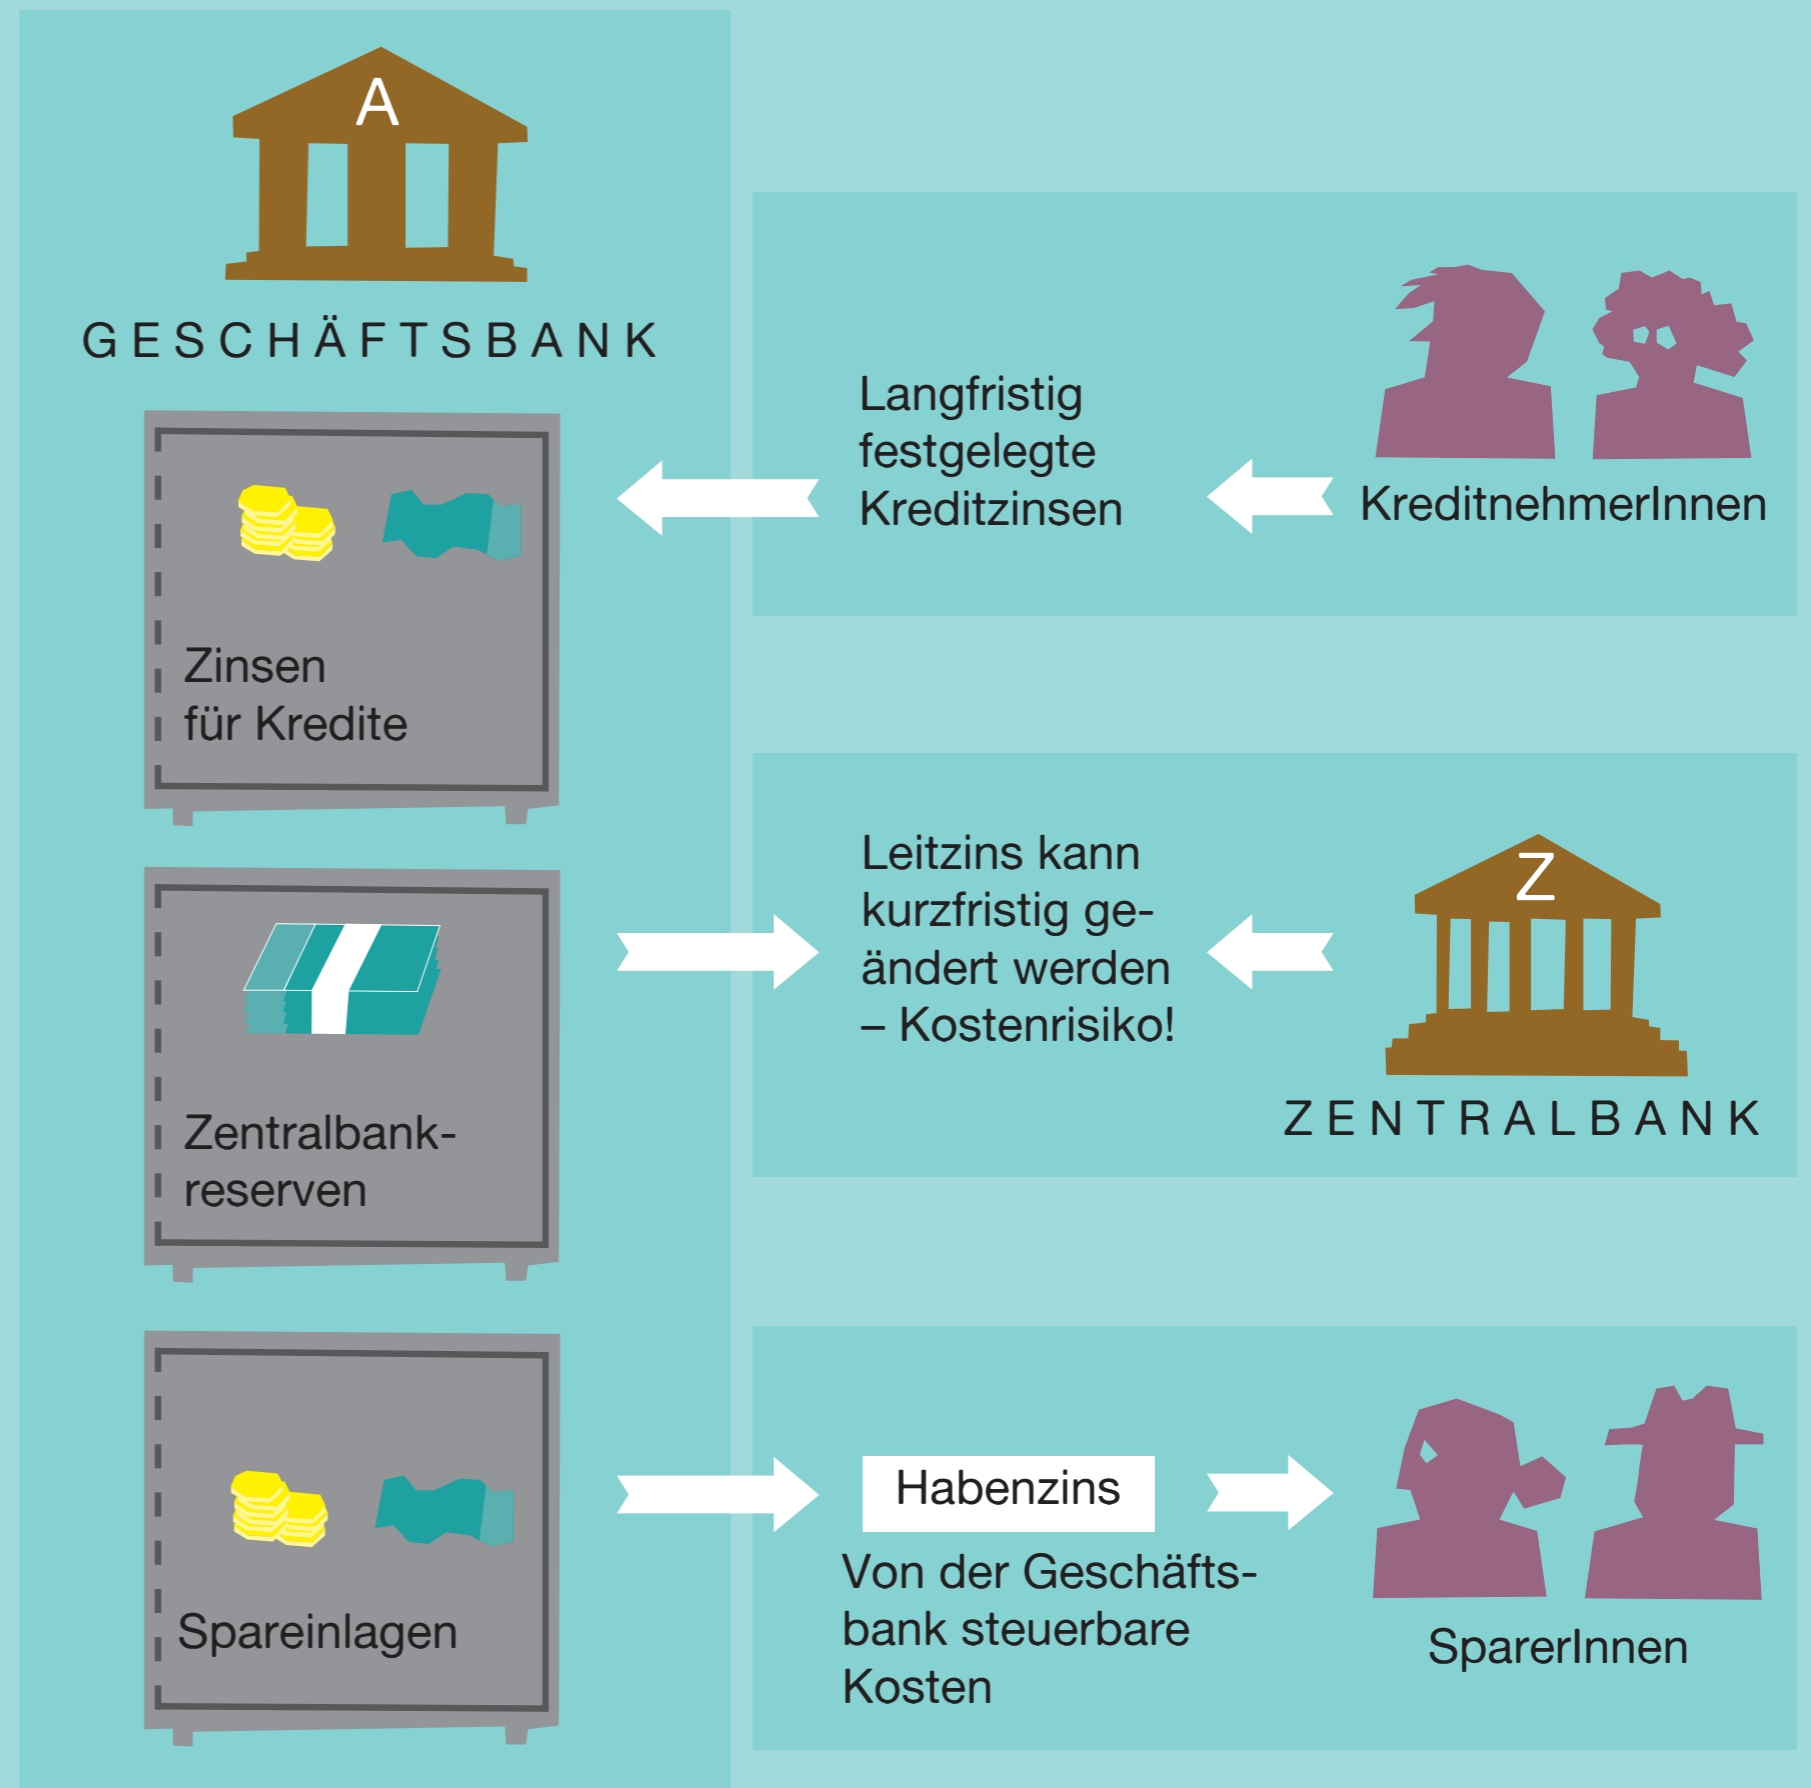 A
GESCHÄFTSBANK
Zinsen
für Kredite
Langfristig
festgelegte
Kreditzinsen
KreditnehmerInnen
Zentralbank-
reserven
Leitzins kann
kurzfristig ge-
ändert werden
– Kostenrisiko!
Z
ZENTRALBANK
Spareinlagen
Habenzins
Von der Geschäfts-
bank steuerbare
Kosten
SparerInnen